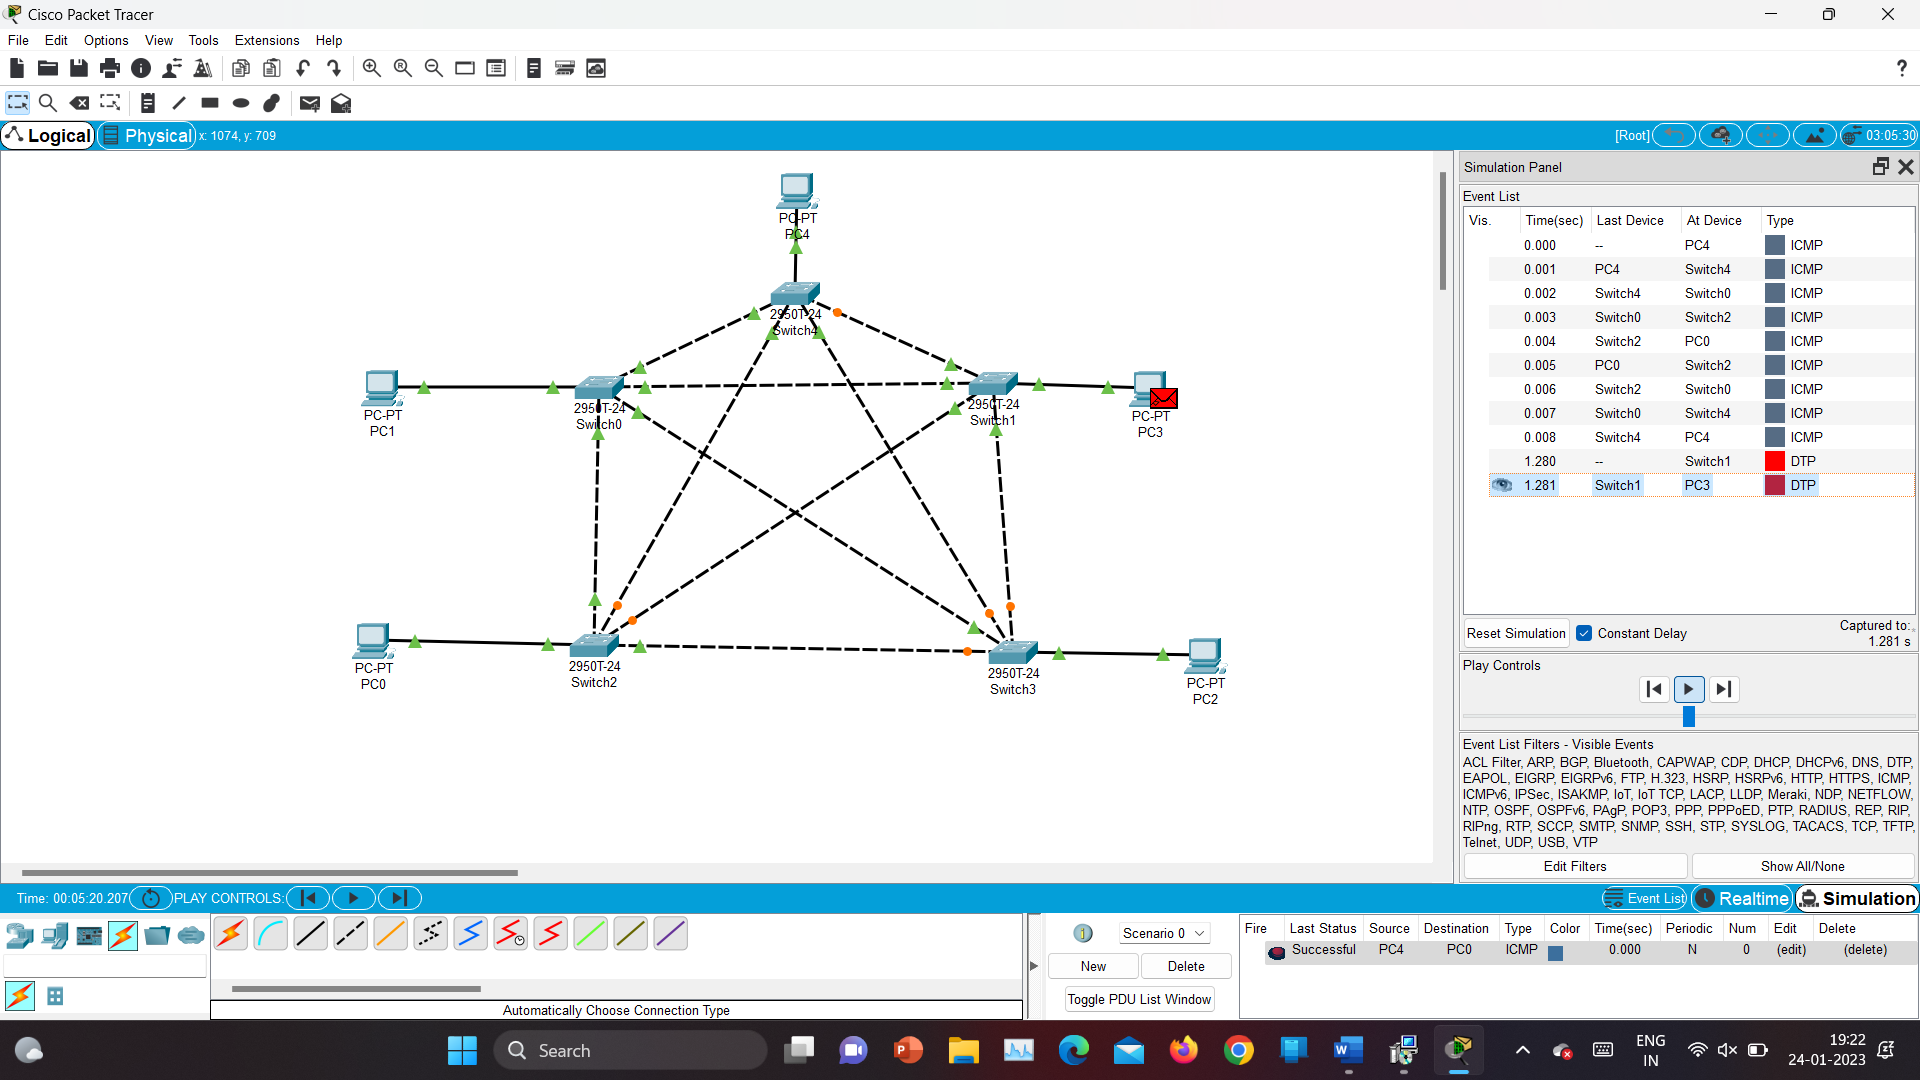 Cisco Packet Tracer
File Edit Options View Tools Extensions Help
?
Logical Physical x: 1074, y: 709 [Root] 03:05:30
PC-PT
PC4
2950T-24
Switch4
PC-PT
PC1
2950T-24
Switch0
2950T-24
Switch1
PC-PT
PC3
PC-PT
PC0
2950T-24
Switch2
2950T-24
Switch3
PC-PT
PC2
Simulation Panel
Event List
Vis. Time(sec) Last Device At Device Type
0.000 -- PC4 ICMP
0.001 PC4 Switch4 ICMP
0.002 Switch4 Switch0 ICMP
0.003 Switch0 Switch2 ICMP
0.004 Switch2 PC0 ICMP
0.005 PC0 Switch2 ICMP
0.006 Switch2 Switch0 ICMP
0.007 Switch0 Switch4 ICMP
0.008 Switch4 PC4 ICMP
1.280 -- Switch1 DTP
1.281 Switch1 PC3 DTP
Reset Simulation Constant Delay Captured to:
1.281 s
Play Controls
Event List Filters - Visible Events
ACL Filter, ARP, BGP, Bluetooth, CAPWAP, CDP, DHCP, DHCPv6, DNS, DTP,
EAPOL, EIGRP, EIGRPv6, FTP, H.323, HSRP, HSRPv6, HTTP, HTTPS, ICMP,
ICMPv6, IPSec, ISAKMP, IoT, IoT TCP, LACP, LLDP, Meraki, NDP, NETFLOW,
NTP, OSPF, OSPFv6, PAgP, POP3, PPP, PPPoED, PTP, RADIUS, REP, RIP,
RIPng, RTP, SCCP, SMTP, SNMP, SSH, STP, SYSLOG, TACACS, TCP, TFTP,
Telnet, UDP, USB, VTP
Edit Filters Show All/None
Time: 00:05:20.207 PLAY CONTROLS: Event List Realtime Simulation
Automatically Choose Connection Type
Scenario 0
New Delete
Toggle PDU List Window
Fire Last Status Source Destination Type Color Time(sec) Periodic Num Edit Delete
Successful PC4 PC0 ICMP 0.000 N 0 (edit) (delete)
Search
ENG
IN
19:22
24-01-2023